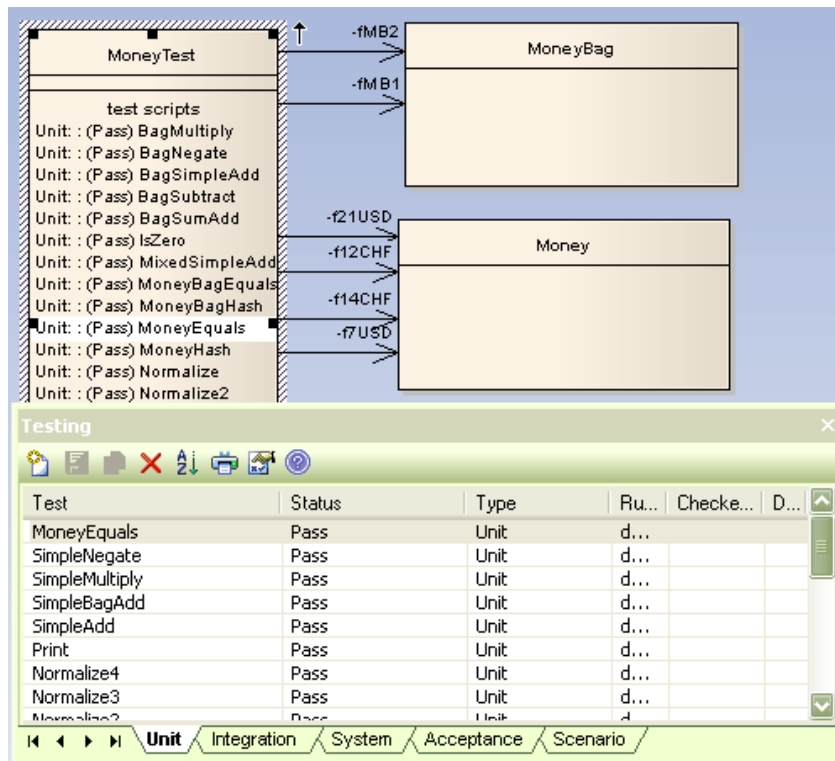 MoneyTest
-fMB2
MoneyBag
-fMB1
test scripts
Unit: : (Pass) BagMultiply
Unit: : (Pass) BagNegate
Unit: : (Pass) BagSimpleAdd
Unit: : (Pass) BagSubtract
Unit: : (Pass) BagSumAdd
Unit: : (Pass) IsZero
Unit: : (Pass) MixedSimpleAdd
Unit: : (Pass) MoneyBagEquals
Unit: : (Pass) MoneyBagHash
Unit: : (Pass) MoneyEquals
Unit: : (Pass) MoneyHash
Unit: : (Pass) Normalize
Unit: : (Pass) Normalize2
-f21USD
-f12CHF
-f14CHF
-f7USD
Money
Testing
Test Status Type Ru... Checke... D...
MoneyEquals Pass Unit d...
SimpleNegate Pass Unit d...
SimpleMultiply Pass Unit d...
SimpleBagAdd Pass Unit d...
SimpleAdd Pass Unit d...
Print Pass Unit d...
Normalize4 Pass Unit d...
Normalize3 Pass Unit d...
Normalize2 Pass Unit d...
Unit Integration System Acceptance Scenario